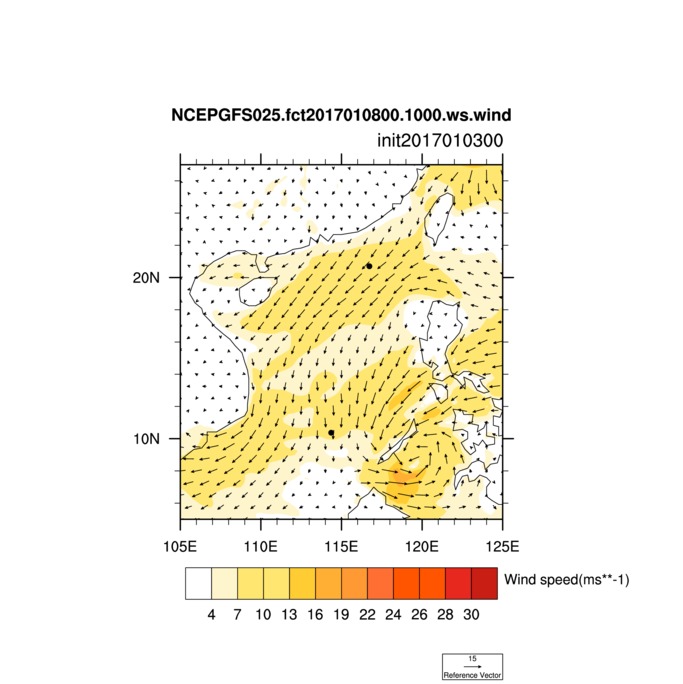 NCEPGFS025.fct2017010800.1000.ws.wind
init2017010300
20N
10N
105E 110E 115E 120E 125E
Wind speed(ms**-1)
4 7 10 13 16 19 22 24 26 28 30
15
Reference Vector